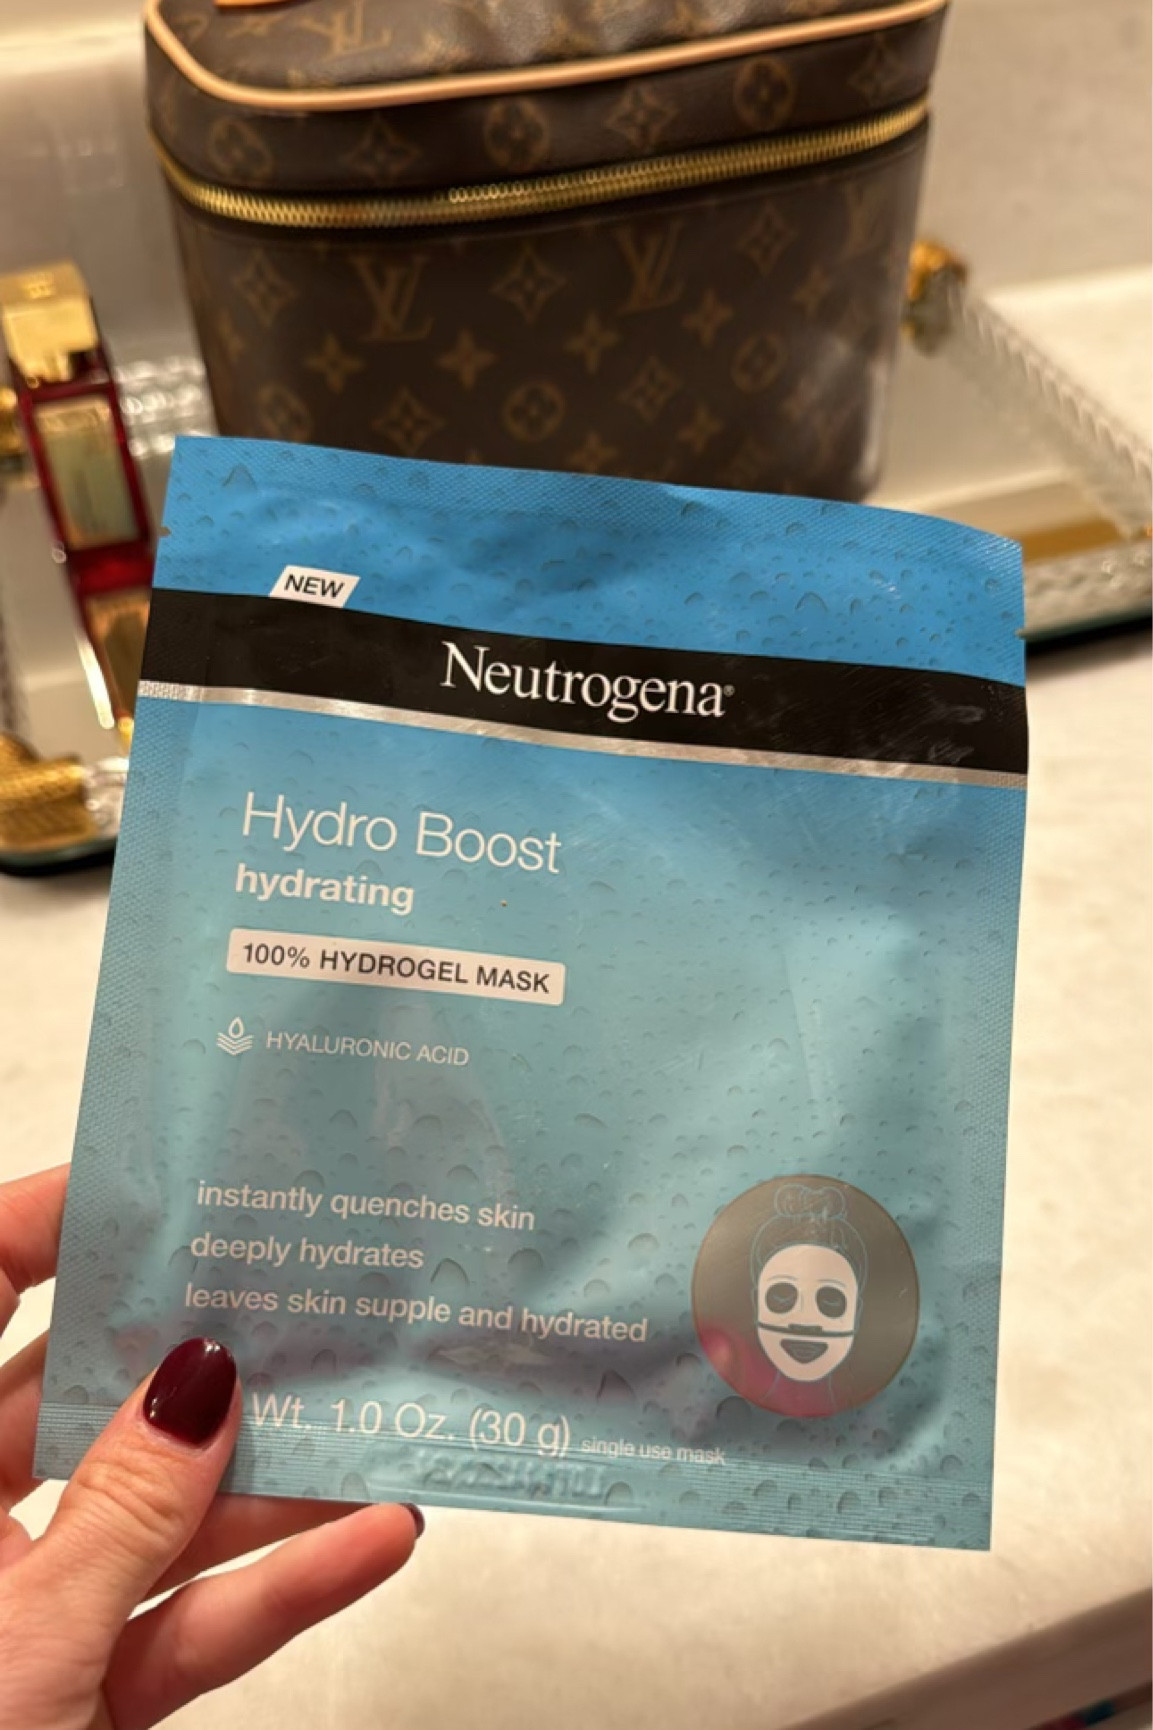 NEW
Neutrogena®
Hydro Boost
hydrating
100% HYDROGEL MASK
HYALURONIC ACID
instantly quenches skin
deeply hydrates
leaves skin supple and hydrated
Wt. 1.0 Oz. (30 g) single use mask